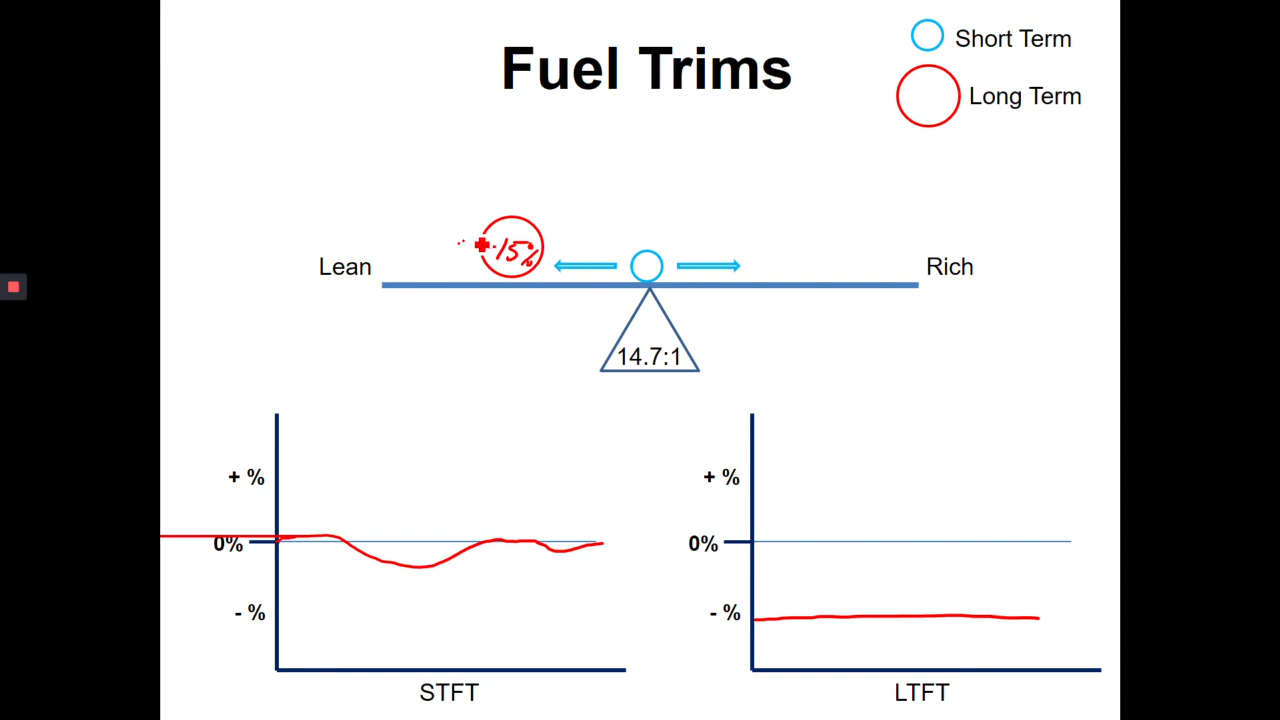 Fuel Trims
Short Term
Long Term
-15%
Lean
Rich
14.7:1
+ %
0%
- %
STFT
+ %
0%
- %
LTFT